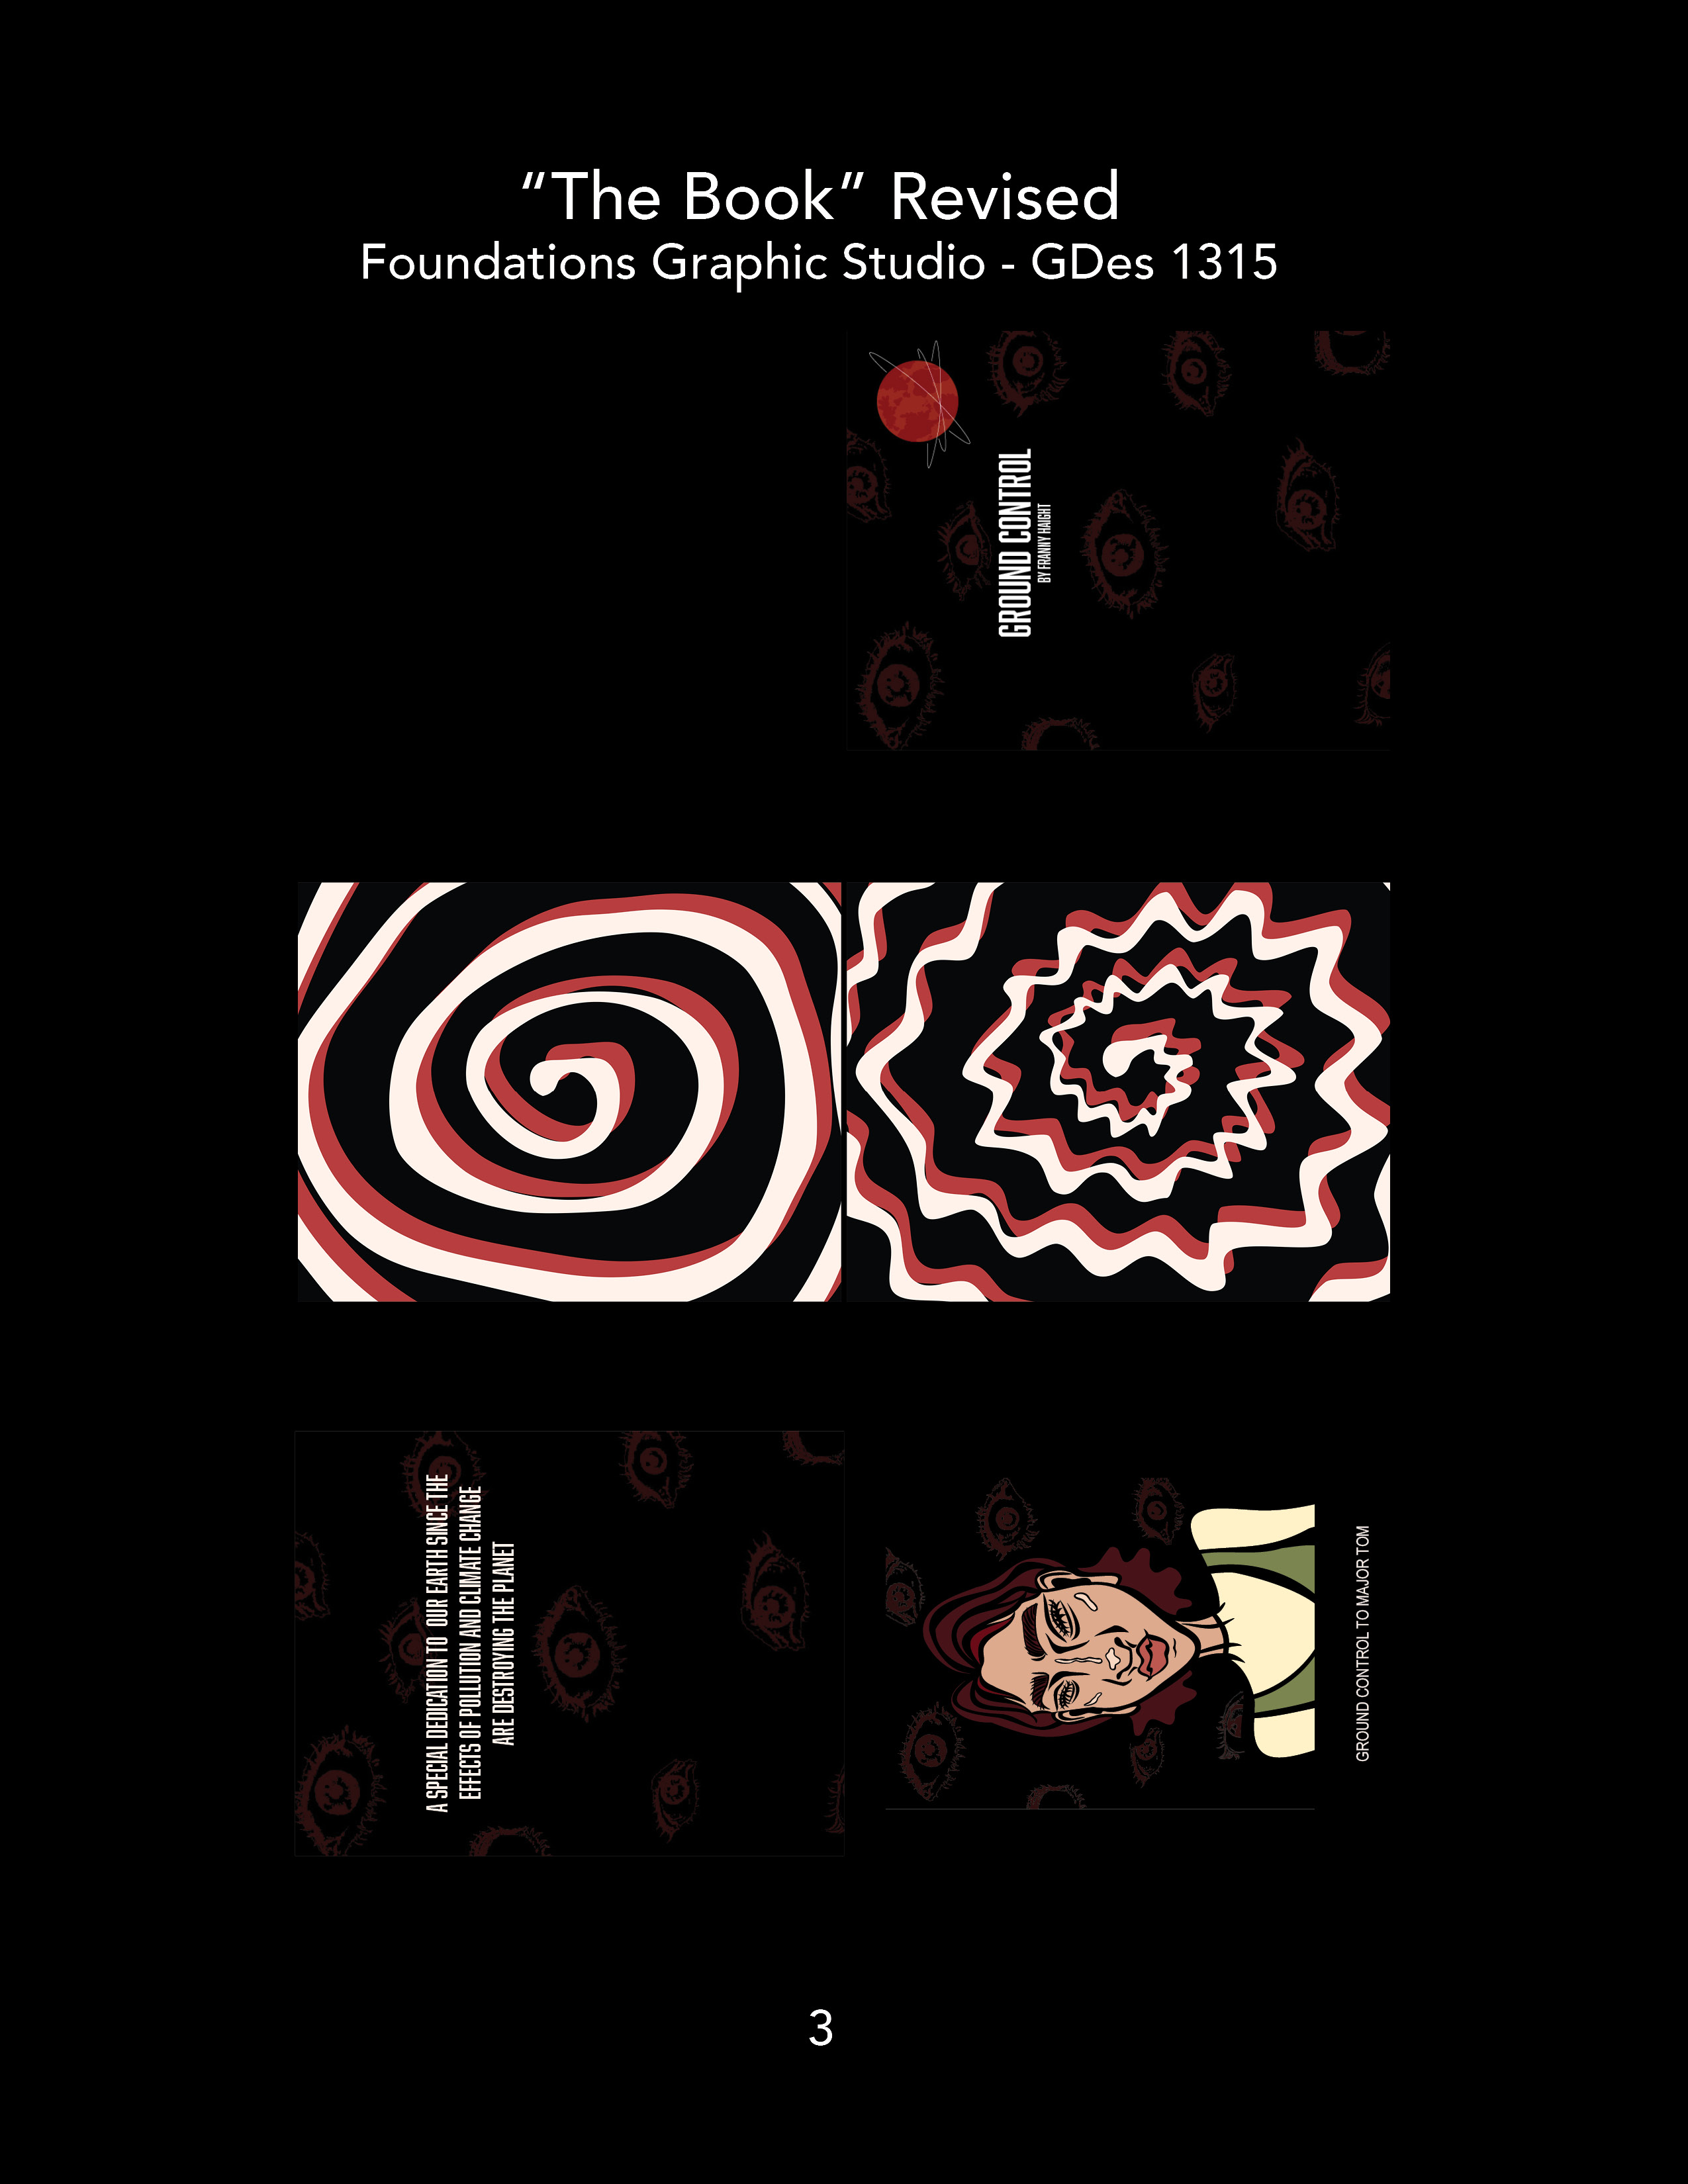 “The Book” Revised
Foundations Graphic Studio - GDes 1315
GROUND CONTROL
BY FRANNY HAIGHT
A SPECIAL DEDICATION TO OUR EARTH SINCE THE
EFFECTS OF POLLUTION AND CLIMATE CHANGE
ARE DESTROYING THE PLANET
GROUND CONTROL TO MAJOR TOM
3